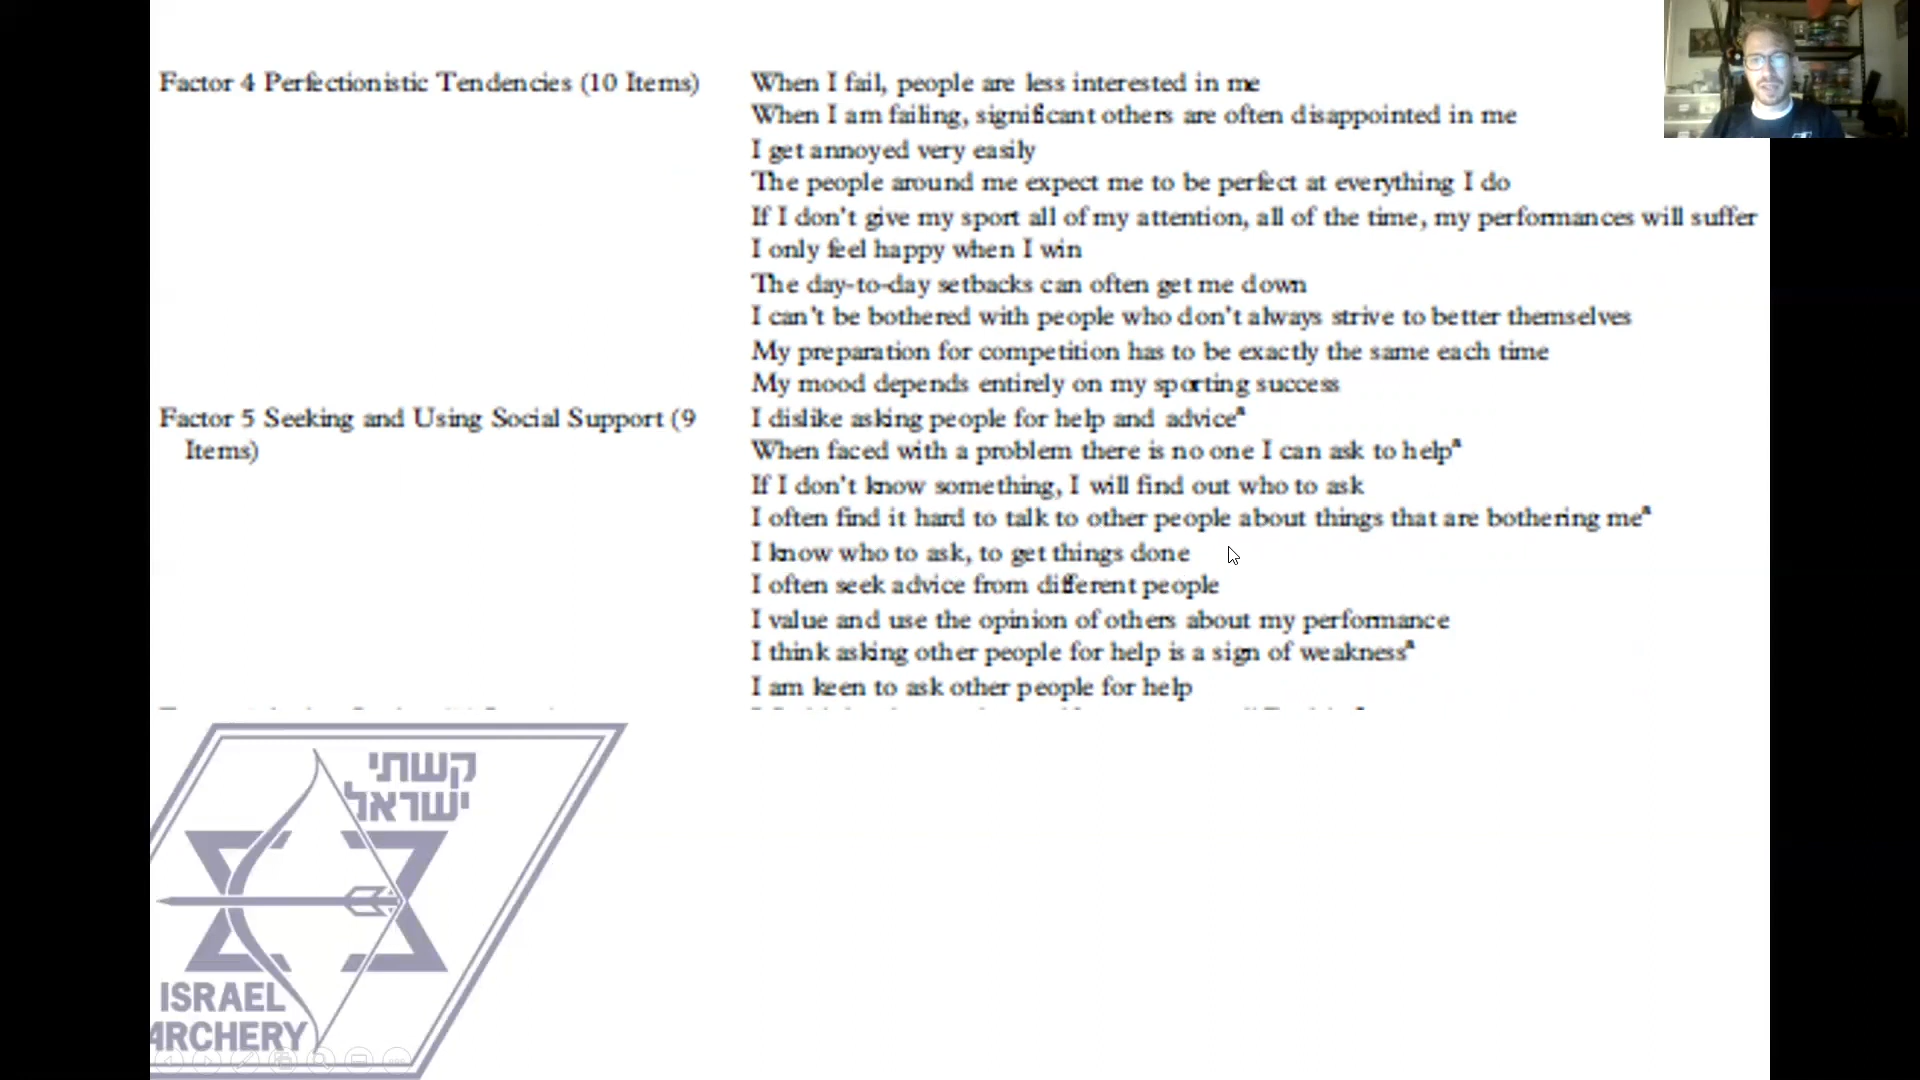 Factor 4 Perfectionistic Tendencies (10 Items)
When I fail, people are less interested in me
When I am failing, significant others are often disappointed in me
I get annoyed very easily
The people around me expect me to be perfect at everything I do
If I don't give my sport all of my attention, all of the time, my performances will suffer
I only feel happy when I win
The day-to-day setbacks can often get me down
I can't be bothered with people who don't always strive to better themselves
My preparation for competition has to be exactly the same each time
My mood depends entirely on my sporting success
Factor 5 Seeking and Using Social Support (9
Items)
I dislike asking people for help and adviceᵃ
When faced with a problem there is no one I can ask to helpᵃ
If I don't know something, I will find out who to ask
I often find it hard to talk to other people about things that are bothering meᵃ
I know who to ask, to get things done
I often seek advice from different people
I value and use the opinion of others about my performance
I think asking other people for help is a sign of weaknessᵃ
I am keen to ask other people for help
קשתי
ישראל
ISRAEL
ARCHERY